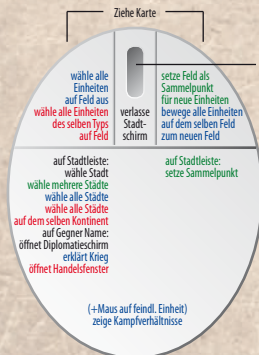 Ziehe Karte
wähle alle
Einheiten
auf Feld aus
wähle alle Einheiten
des selben Typs
auf Feld
verlasse
Stadt-
schirm
setze Feld als
Sammelpunkt
für neue Einheiten
bewege alle Einheiten
auf dem selben Feld
zum neuen Feld
auf Stadtleiste:
wähle Stadt
wähle mehrere Städte
wähle alle Städte
wähle alle Städte
auf dem selben Kontinent
auf Gegner Name:
öffnet Diplomatieschirm
erklärt Krieg
öffnet Handelsfenster
auf Stadtleiste:
setze Sammelpunkt
(+Maus auf feindl. Einheit)
zeige Kampfverhältnisse